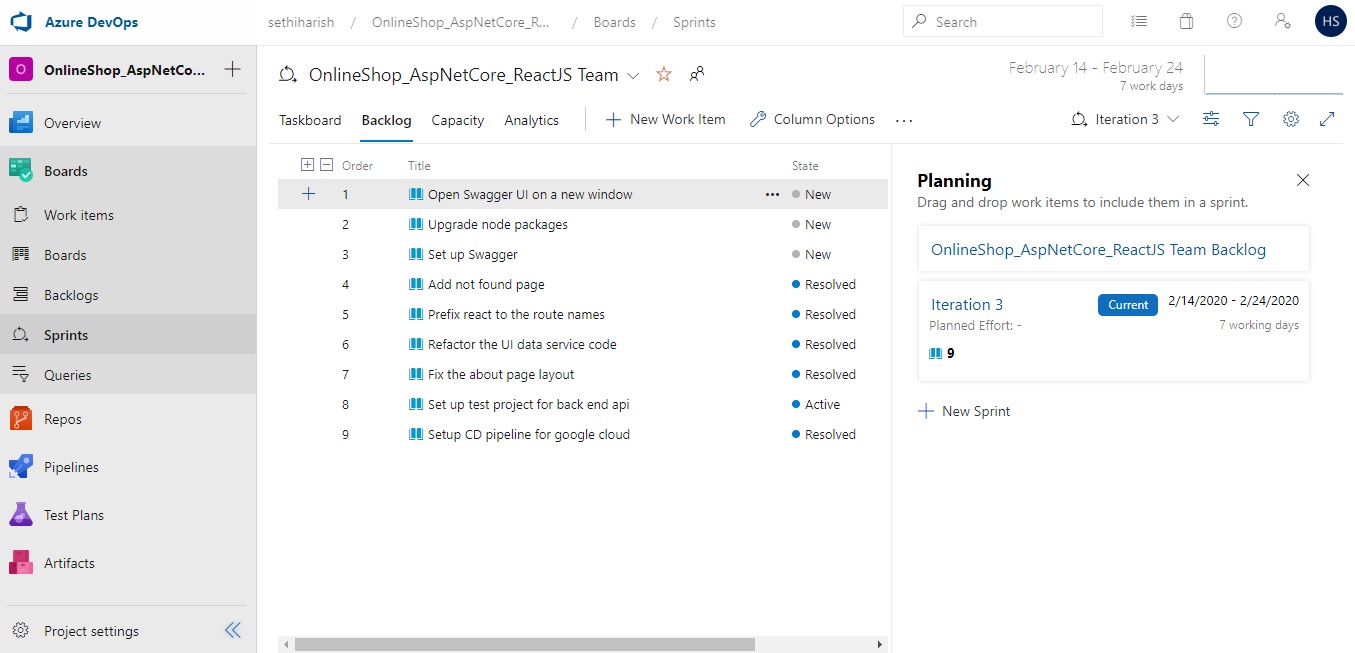 Azure DevOps
sethiharish / OnlineShop_AspNetCore_R... / Boards / Sprints
Search
HS
O OnlineShop_AspNetCo...
Overview
Boards
Work items
Boards
Backlogs
Sprints
Queries
Repos
Pipelines
Test Plans
Artifacts
Project settings
OnlineShop_AspNetCore_ReactJS Team
February 14 - February 24
7 work days
Taskboard Backlog Capacity Analytics New Work Item Column Options ...
Iteration 3
Order Title State
1 Open Swagger UI on a new window ... New
2 Upgrade node packages New
3 Set up Swagger New
4 Add not found page Resolved
5 Prefix react to the route names Resolved
6 Refactor the UI data service code Resolved
7 Fix the about page layout Resolved
8 Set up test project for back end api Active
9 Setup CD pipeline for google cloud Resolved
Planning
Drag and drop work items to include them in a sprint.
OnlineShop_AspNetCore_ReactJS Team Backlog
Iteration 3 Current 2/14/2020 - 2/24/2020
Planned Effort: - 7 working days
9
New Sprint